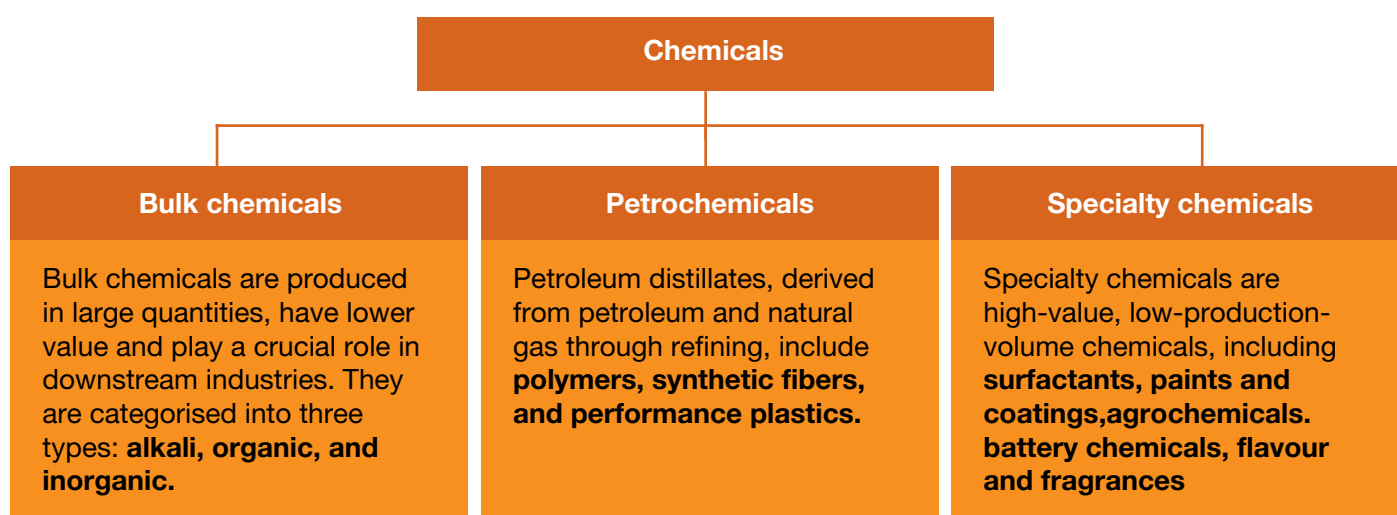 Chemicals
Bulk chemicals
Bulk chemicals are produced
in large quantities, have lower
value and play a crucial role in
downstream industries. They
are categorised into three
types: alkali, organic, and
inorganic.
Petrochemicals
Petroleum distillates, derived
from petroleum and natural
gas through refining, include
polymers, synthetic fibers,
and performance plastics.
Specialty chemicals
Specialty chemicals are
high-value, low-production-
volume chemicals, including
surfactants, paints and
coatings,agrochemicals.
battery chemicals, flavour
and fragrances